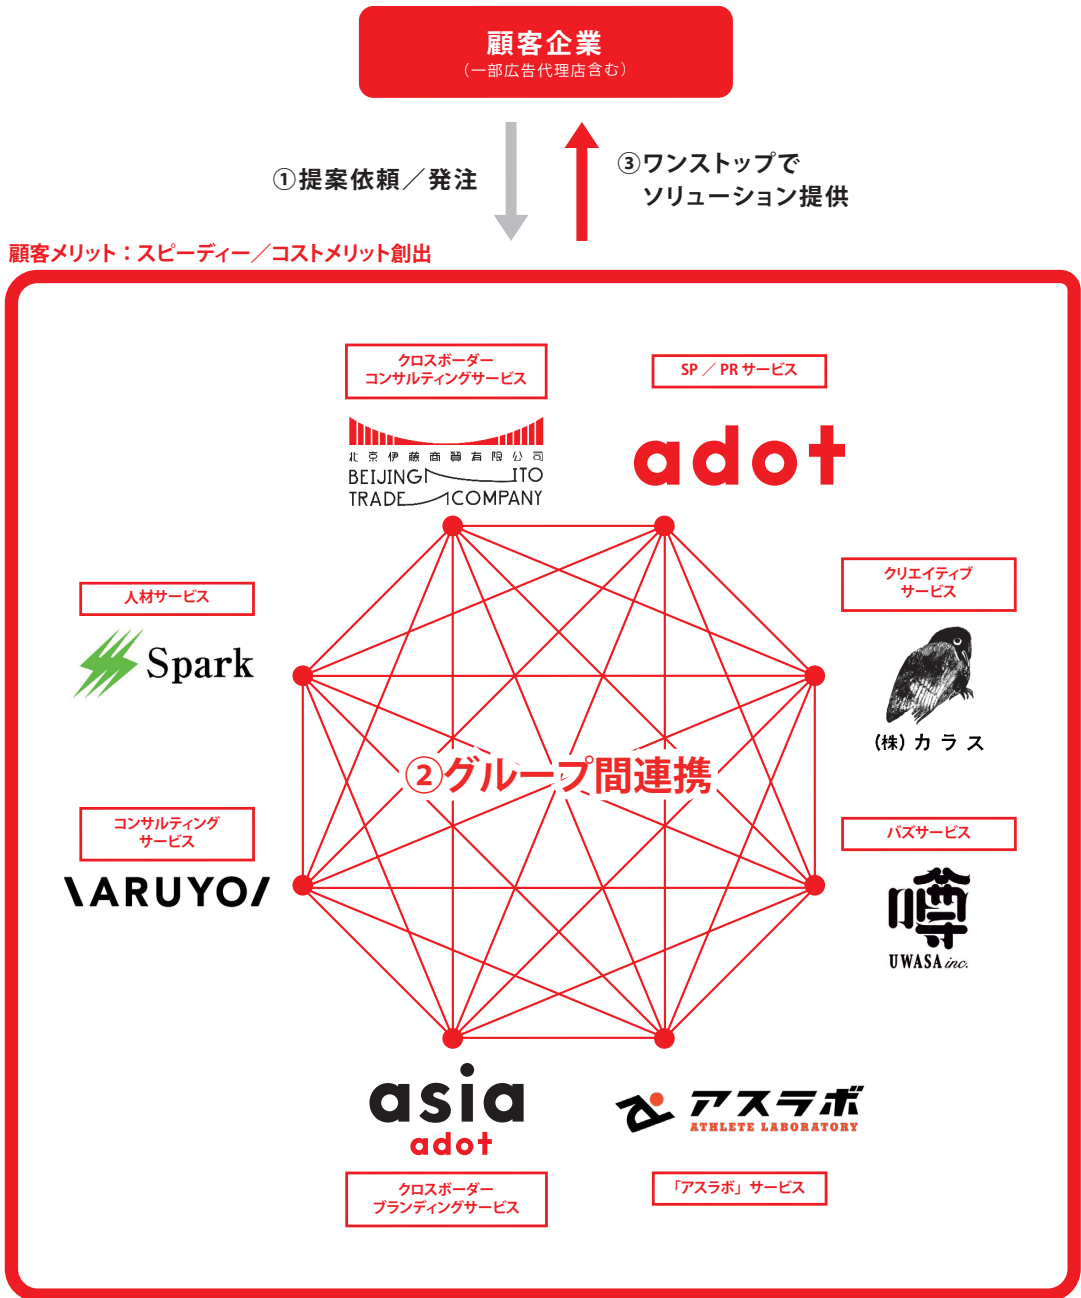 顧客企業
（一部広告代理店含む）
①提案依頼／発注
③ワンストップで
ソリューション提供
顧客メリット：スピーディー／コストメリット創出
クロスボーダー
コンサルティングサービス
北京伊藤商貿有限公司
BEIJING ITO
TRADE COMPANY
SP ／ PR サービス
adot
人材サービス
Spark
クリエイティブ
サービス
(株)カラス
②グループ間連携
コンサルティング
サービス
\ARUYO/
バズサービス
噂
UWASA inc.
asia
adot
クロスボーダー
ブランディングサービス
アスラボ
ATHLETE LABORATORY
「アスラボ」サービス